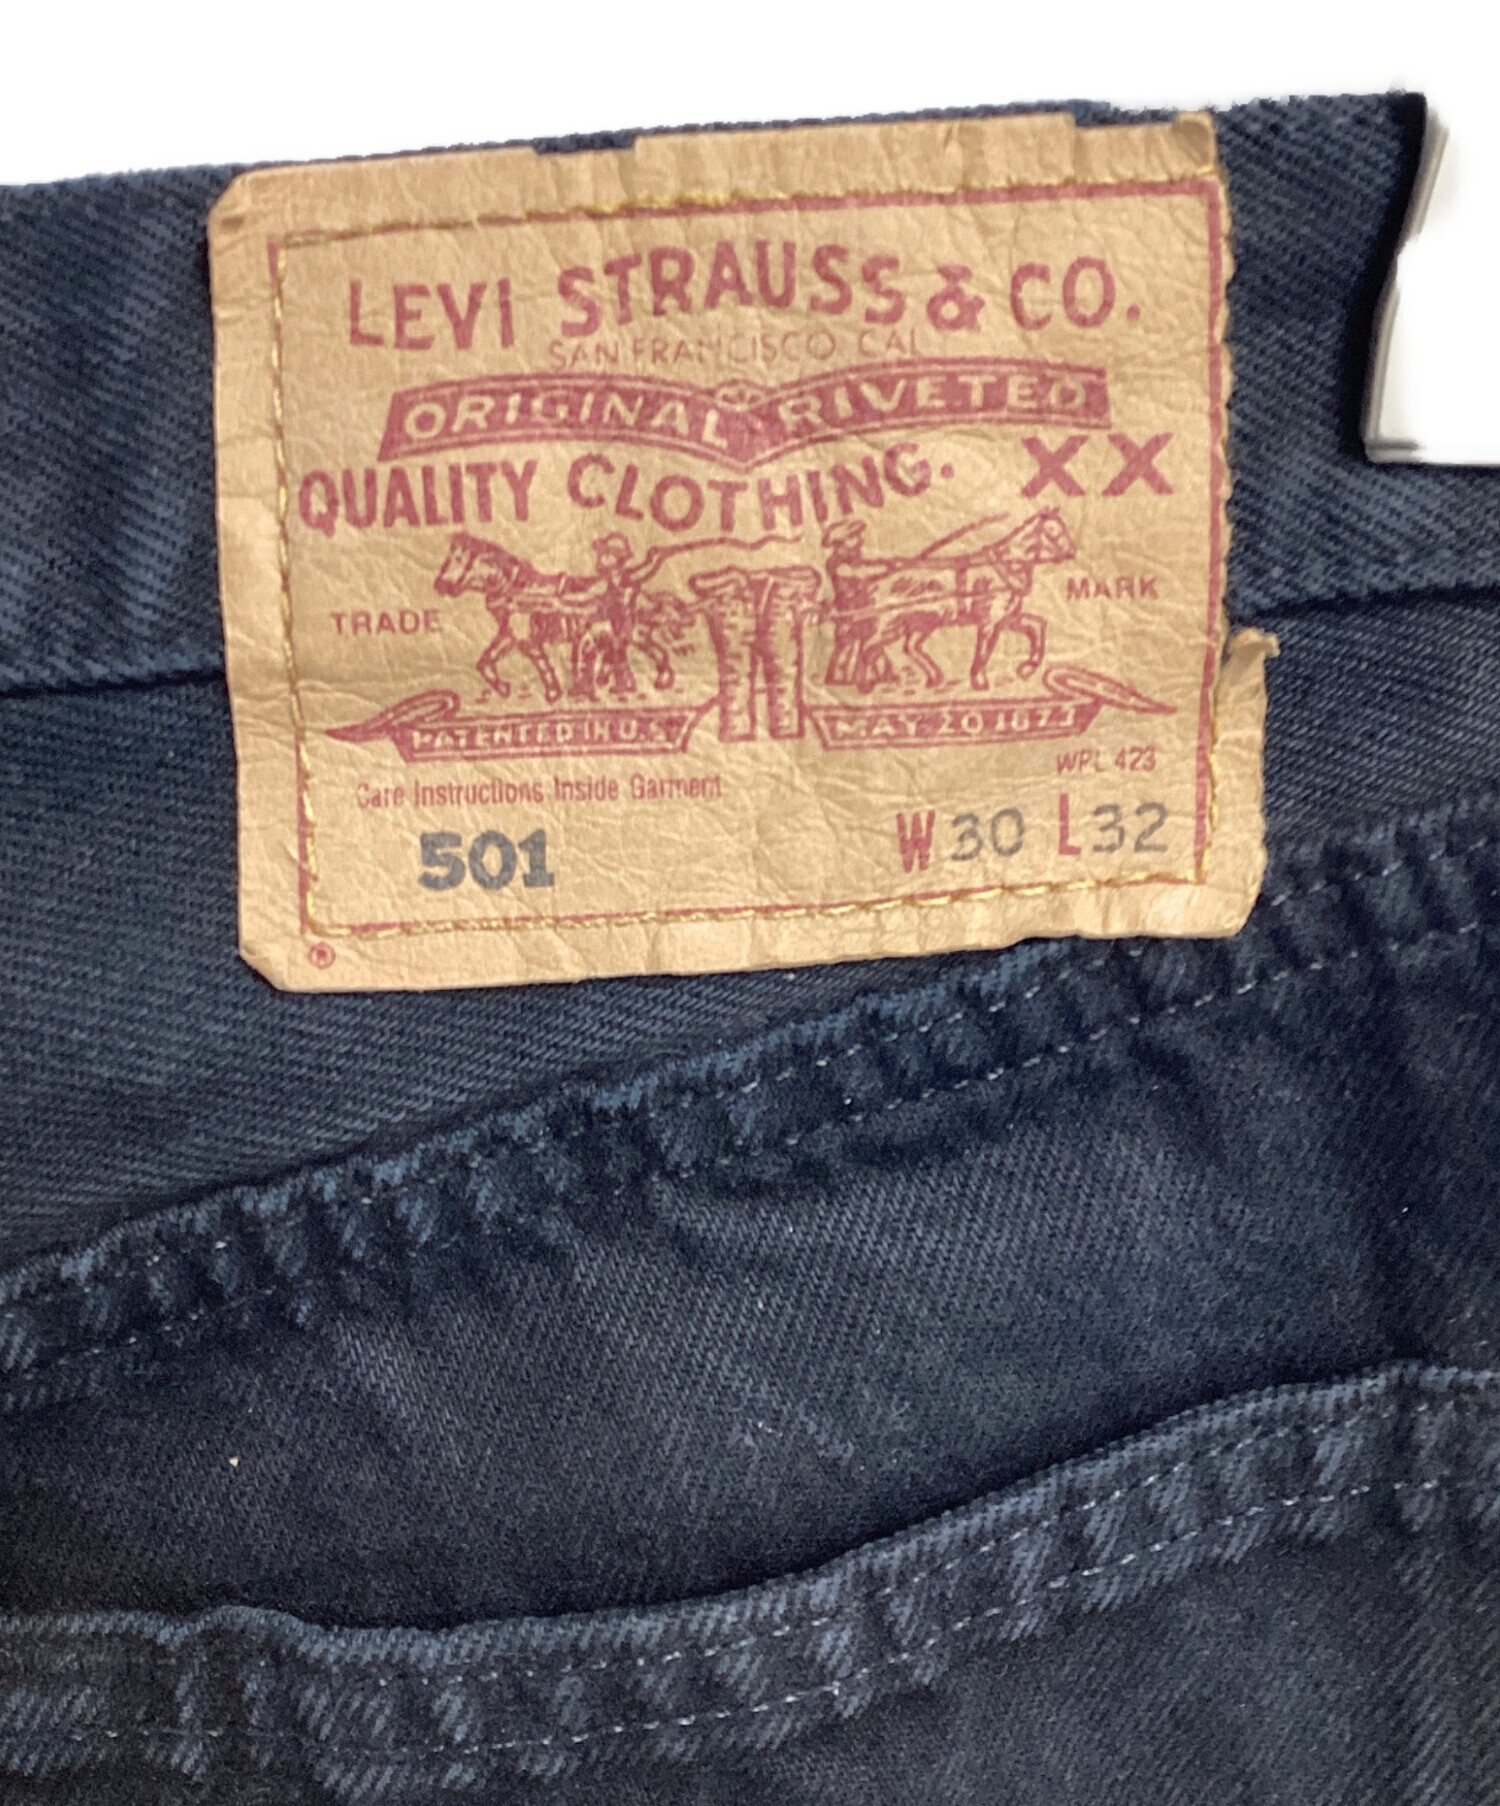 LEVI STRAUSS & CO.
SAN FRANCISCO CAL
ORIGINAL RIVETED
QUALITY CLOTHING. XX
TRADE MARK
PATENTED IN U.S. MAY 20 1873
WPL 423
Care Instructions Inside Garment
501 W 30 L 32
®